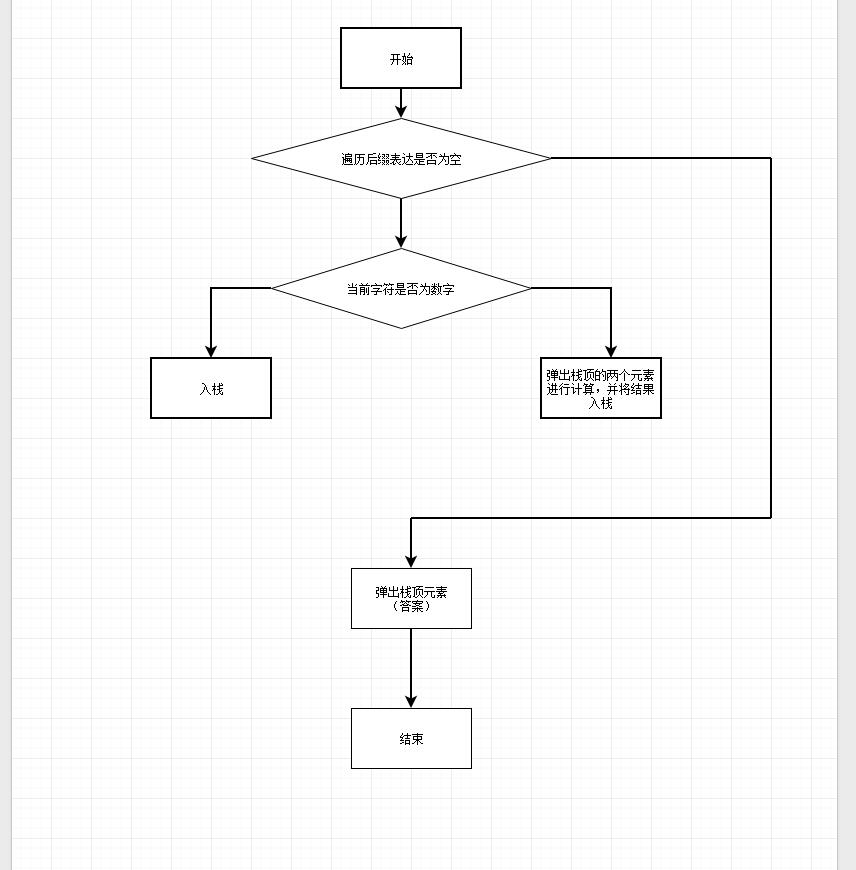 开始
遍历后缀表达是否为空
当前字符是否为数字
入栈
弹出栈顶的两个元素
进行计算，并将结果
入栈
弹出栈顶元素
（答案）
结束